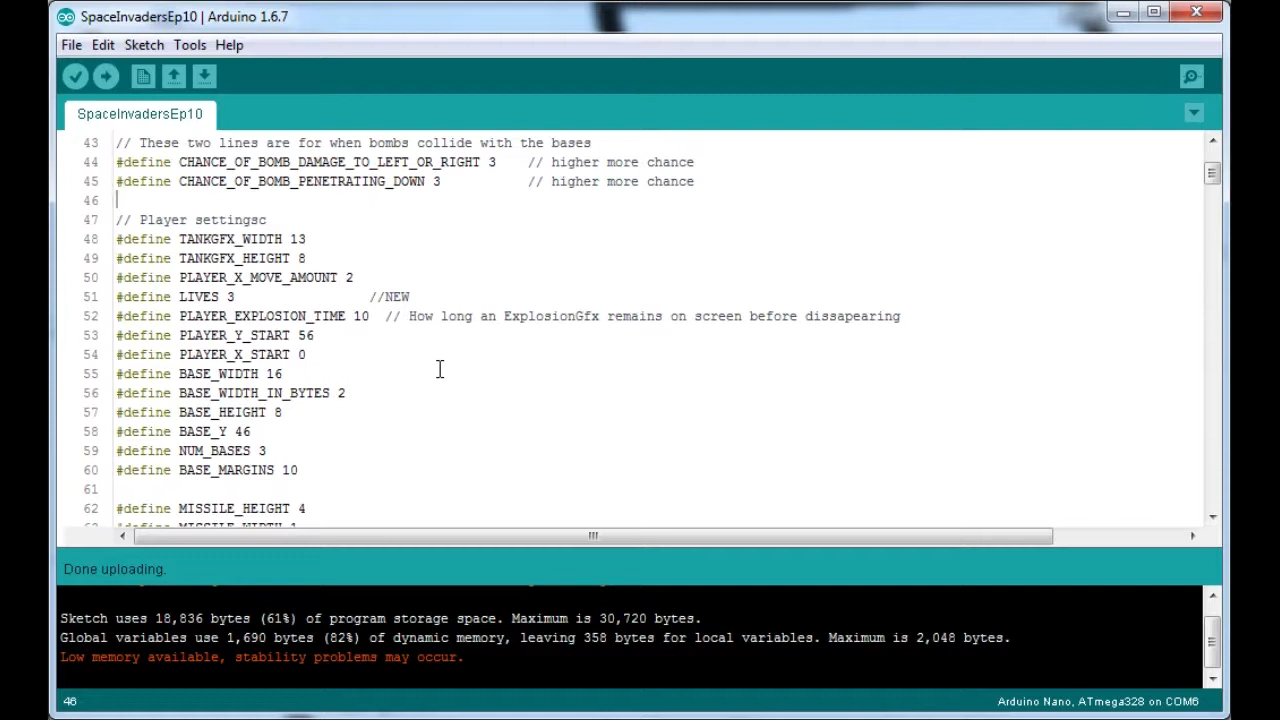 SpaceInvadersEp10 | Arduino 1.6.7
File Edit Sketch Tools Help
SpaceInvadersEp10
43 // These two lines are for when bombs collide with the bases
44 #define CHANCE_OF_BOMB_DAMAGE_TO_LEFT_OR_RIGHT 3 // higher more chance
45 #define CHANCE_OF_BOMB_PENETRATING_DOWN 3 // higher more chance
46
47 // Player settingsc
48 #define TANKGFX_WIDTH 13
49 #define TANKGFX_HEIGHT 8
50 #define PLAYER_X_MOVE_AMOUNT 2
51 #define LIVES 3 //NEW
52 #define PLAYER_EXPLOSION_TIME 10 // How long an ExplosionGfx remains on screen before dissapearing
53 #define PLAYER_Y_START 56
54 #define PLAYER_X_START 0
55 #define BASE_WIDTH 16
56 #define BASE_WIDTH_IN_BYTES 2
57 #define BASE_HEIGHT 8
58 #define BASE_Y 46
59 #define NUM_BASES 3
60 #define BASE_MARGINS 10
61
62 #define MISSILE_HEIGHT 4
63 #define MISSILE_WIDTH 1
Done uploading.
Sketch uses 18,836 bytes (61%) of program storage space. Maximum is 30,720 bytes.
Global variables use 1,690 bytes (82%) of dynamic memory, leaving 358 bytes for local variables. Maximum is 2,048 bytes.
Low memory available, stability problems may occur.
46 Arduino Nano, ATmega328 on COM6